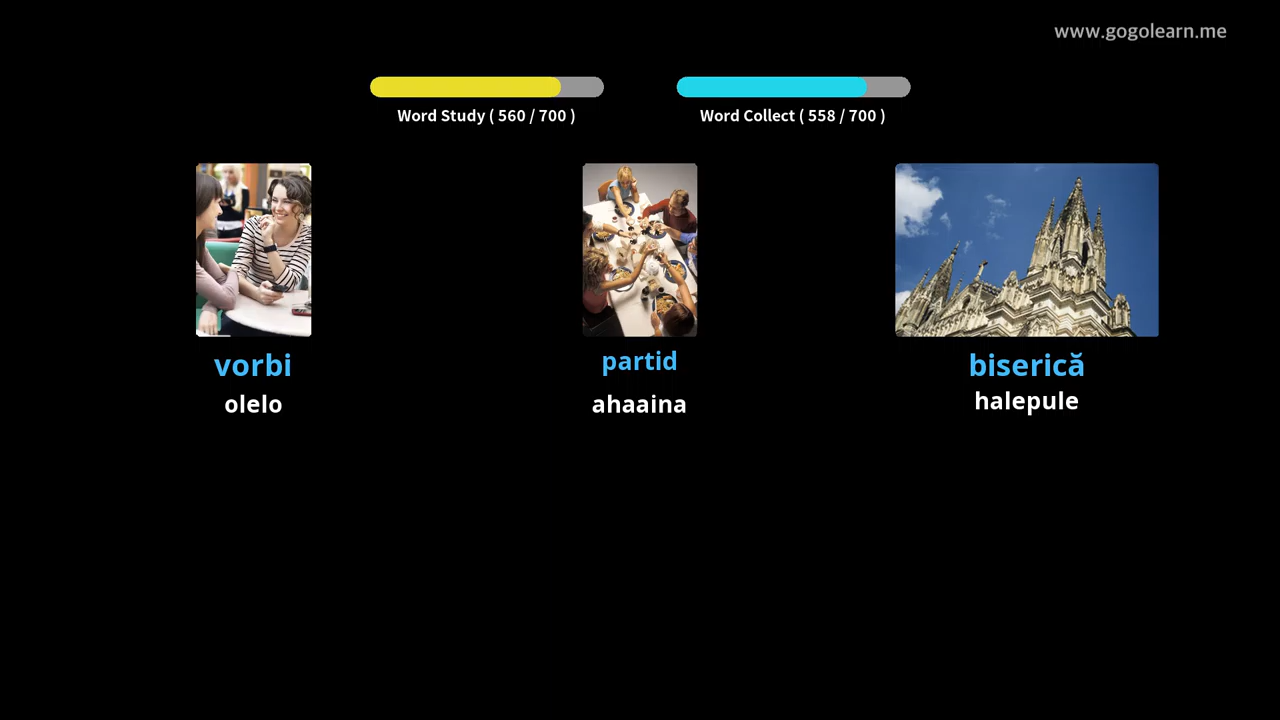 www.gogolearn.me
Word Study ( 560 / 700 )
Word Collect ( 558 / 700 )
vorbi
olelo
partid
ahaaina
biserică
halepule